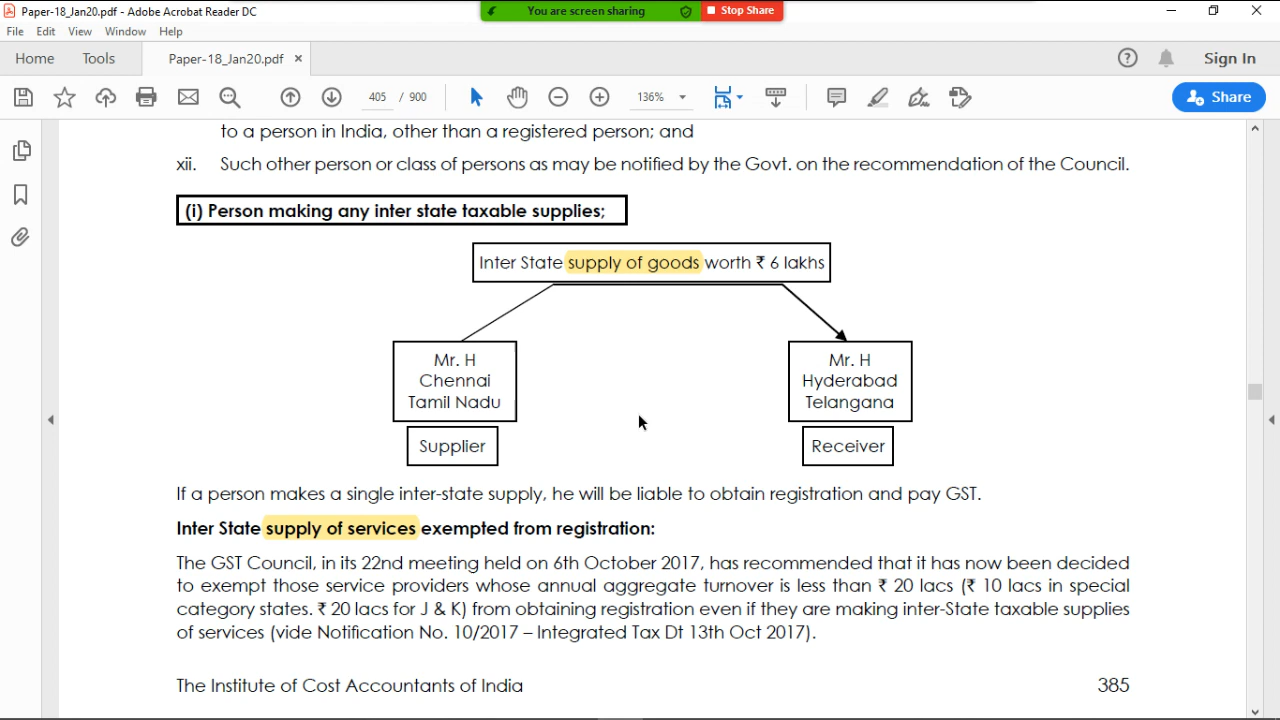 Paper-18_Jan20.pdf - Adobe Acrobat Reader DC
You are screen sharing
Stop Share
File Edit View Window Help
Home Tools Paper-18_Jan20.pdf × Sign In
405 / 900 136% Share
to a person in India, other than a registered person; and
xii. Such other person or class of persons as may be notified by the Govt. on the recommendation of the Council.
(i) Person making any inter state taxable supplies;
Inter State supply of goods worth ₹ 6 lakhs
Mr. H
Chennai
Tamil Nadu
Supplier
Mr. H
Hyderabad
Telangana
Receiver
If a person makes a single inter-state supply, he will be liable to obtain registration and pay GST.
Inter State supply of services exempted from registration:
The GST Council, in its 22nd meeting held on 6th October 2017, has recommended that it has now been decided
to exempt those service providers whose annual aggregate turnover is less than ₹ 20 lacs (₹ 10 lacs in special
category states. ₹ 20 lacs for J & K) from obtaining registration even if they are making inter-State taxable supplies
of services (vide Notification No. 10/2017 – Integrated Tax Dt 13th Oct 2017).
The Institute of Cost Accountants of India 385